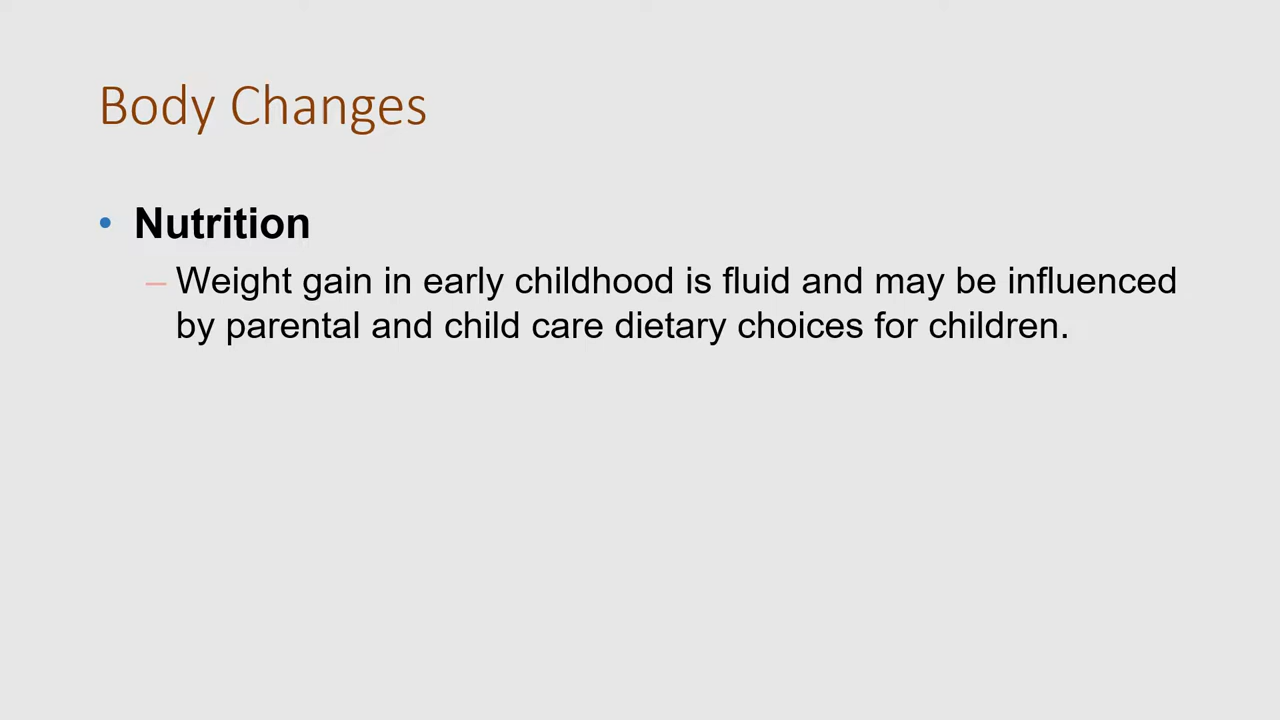 Body Changes
• Nutrition
– Weight gain in early childhood is fluid and may be influenced
by parental and child care dietary choices for children.